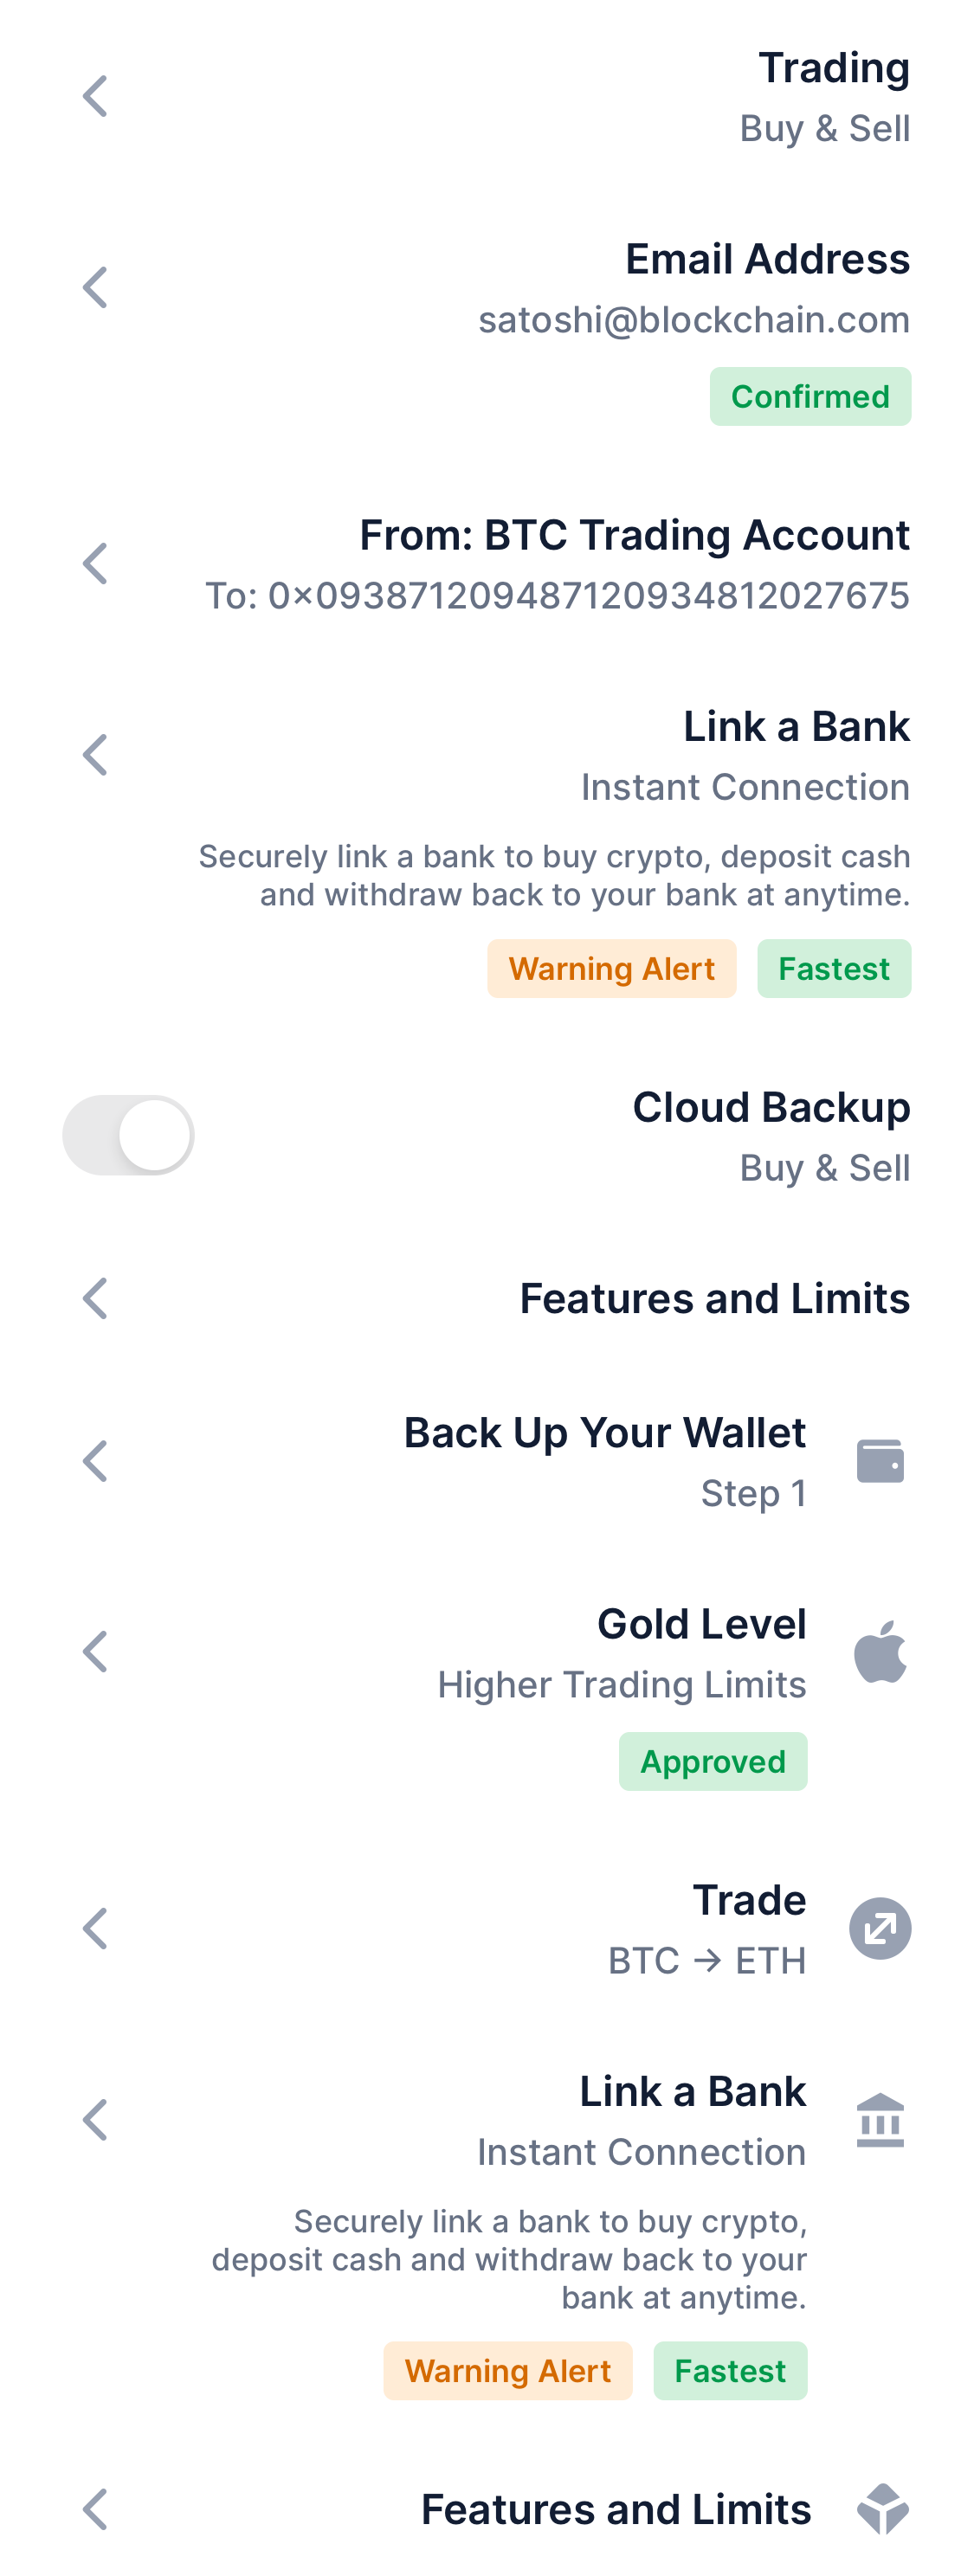 Trading
Buy & Sell
Email Address
satoshi@blockchain.com
Confirmed
From: BTC Trading Account
To: 0x093871209487120934812027675
Link a Bank
Instant Connection
Securely link a bank to buy crypto, deposit cash
and withdraw back to your bank at anytime.
Warning Alert Fastest
Cloud Backup
Buy & Sell
Features and Limits
Back Up Your Wallet
Step 1
Gold Level
Higher Trading Limits
Approved
Trade
BTC → ETH
Link a Bank
Instant Connection
Securely link a bank to buy crypto,
deposit cash and withdraw back to your
bank at anytime.
Warning Alert Fastest
Features and Limits